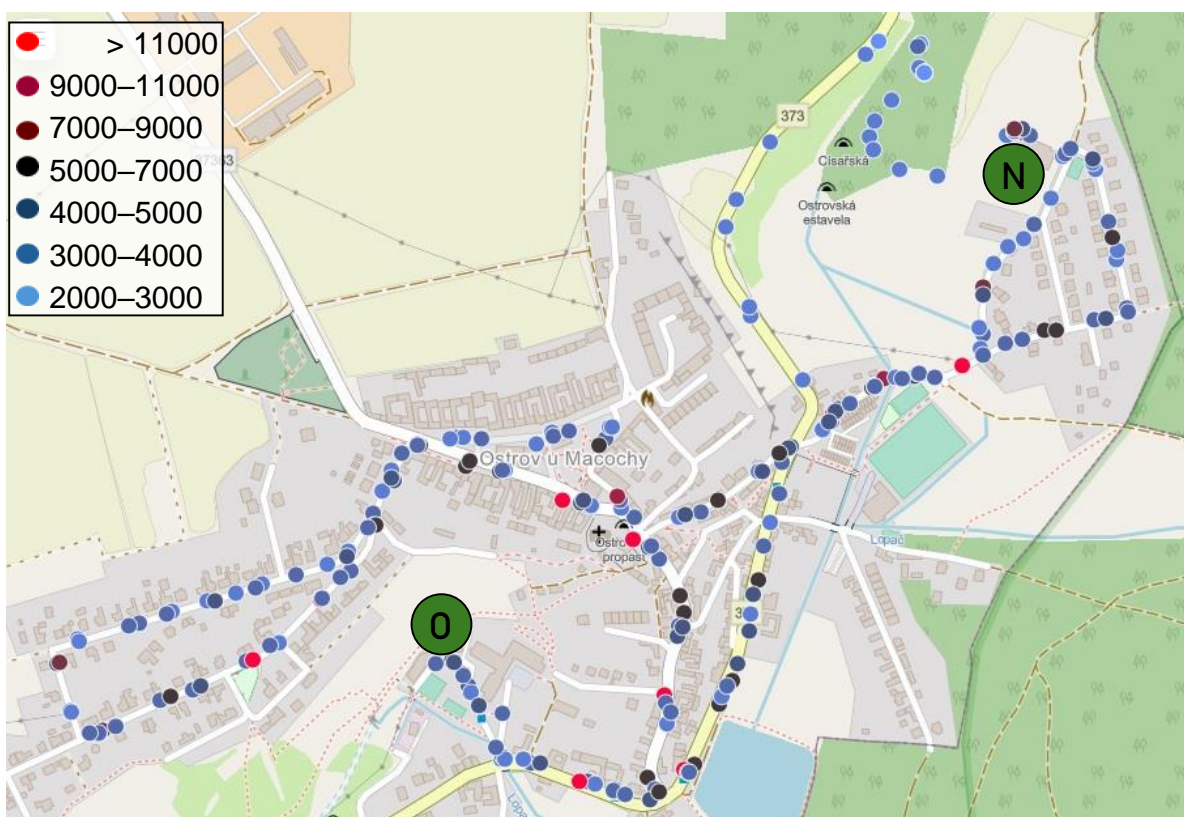 > 11000
9000–11000
7000–9000
5000–7000
4000–5000
3000–4000
2000–3000
373
Císařská
Ostrovská
estavela
N
Ostrov u Macochy
propast
Lopač
O